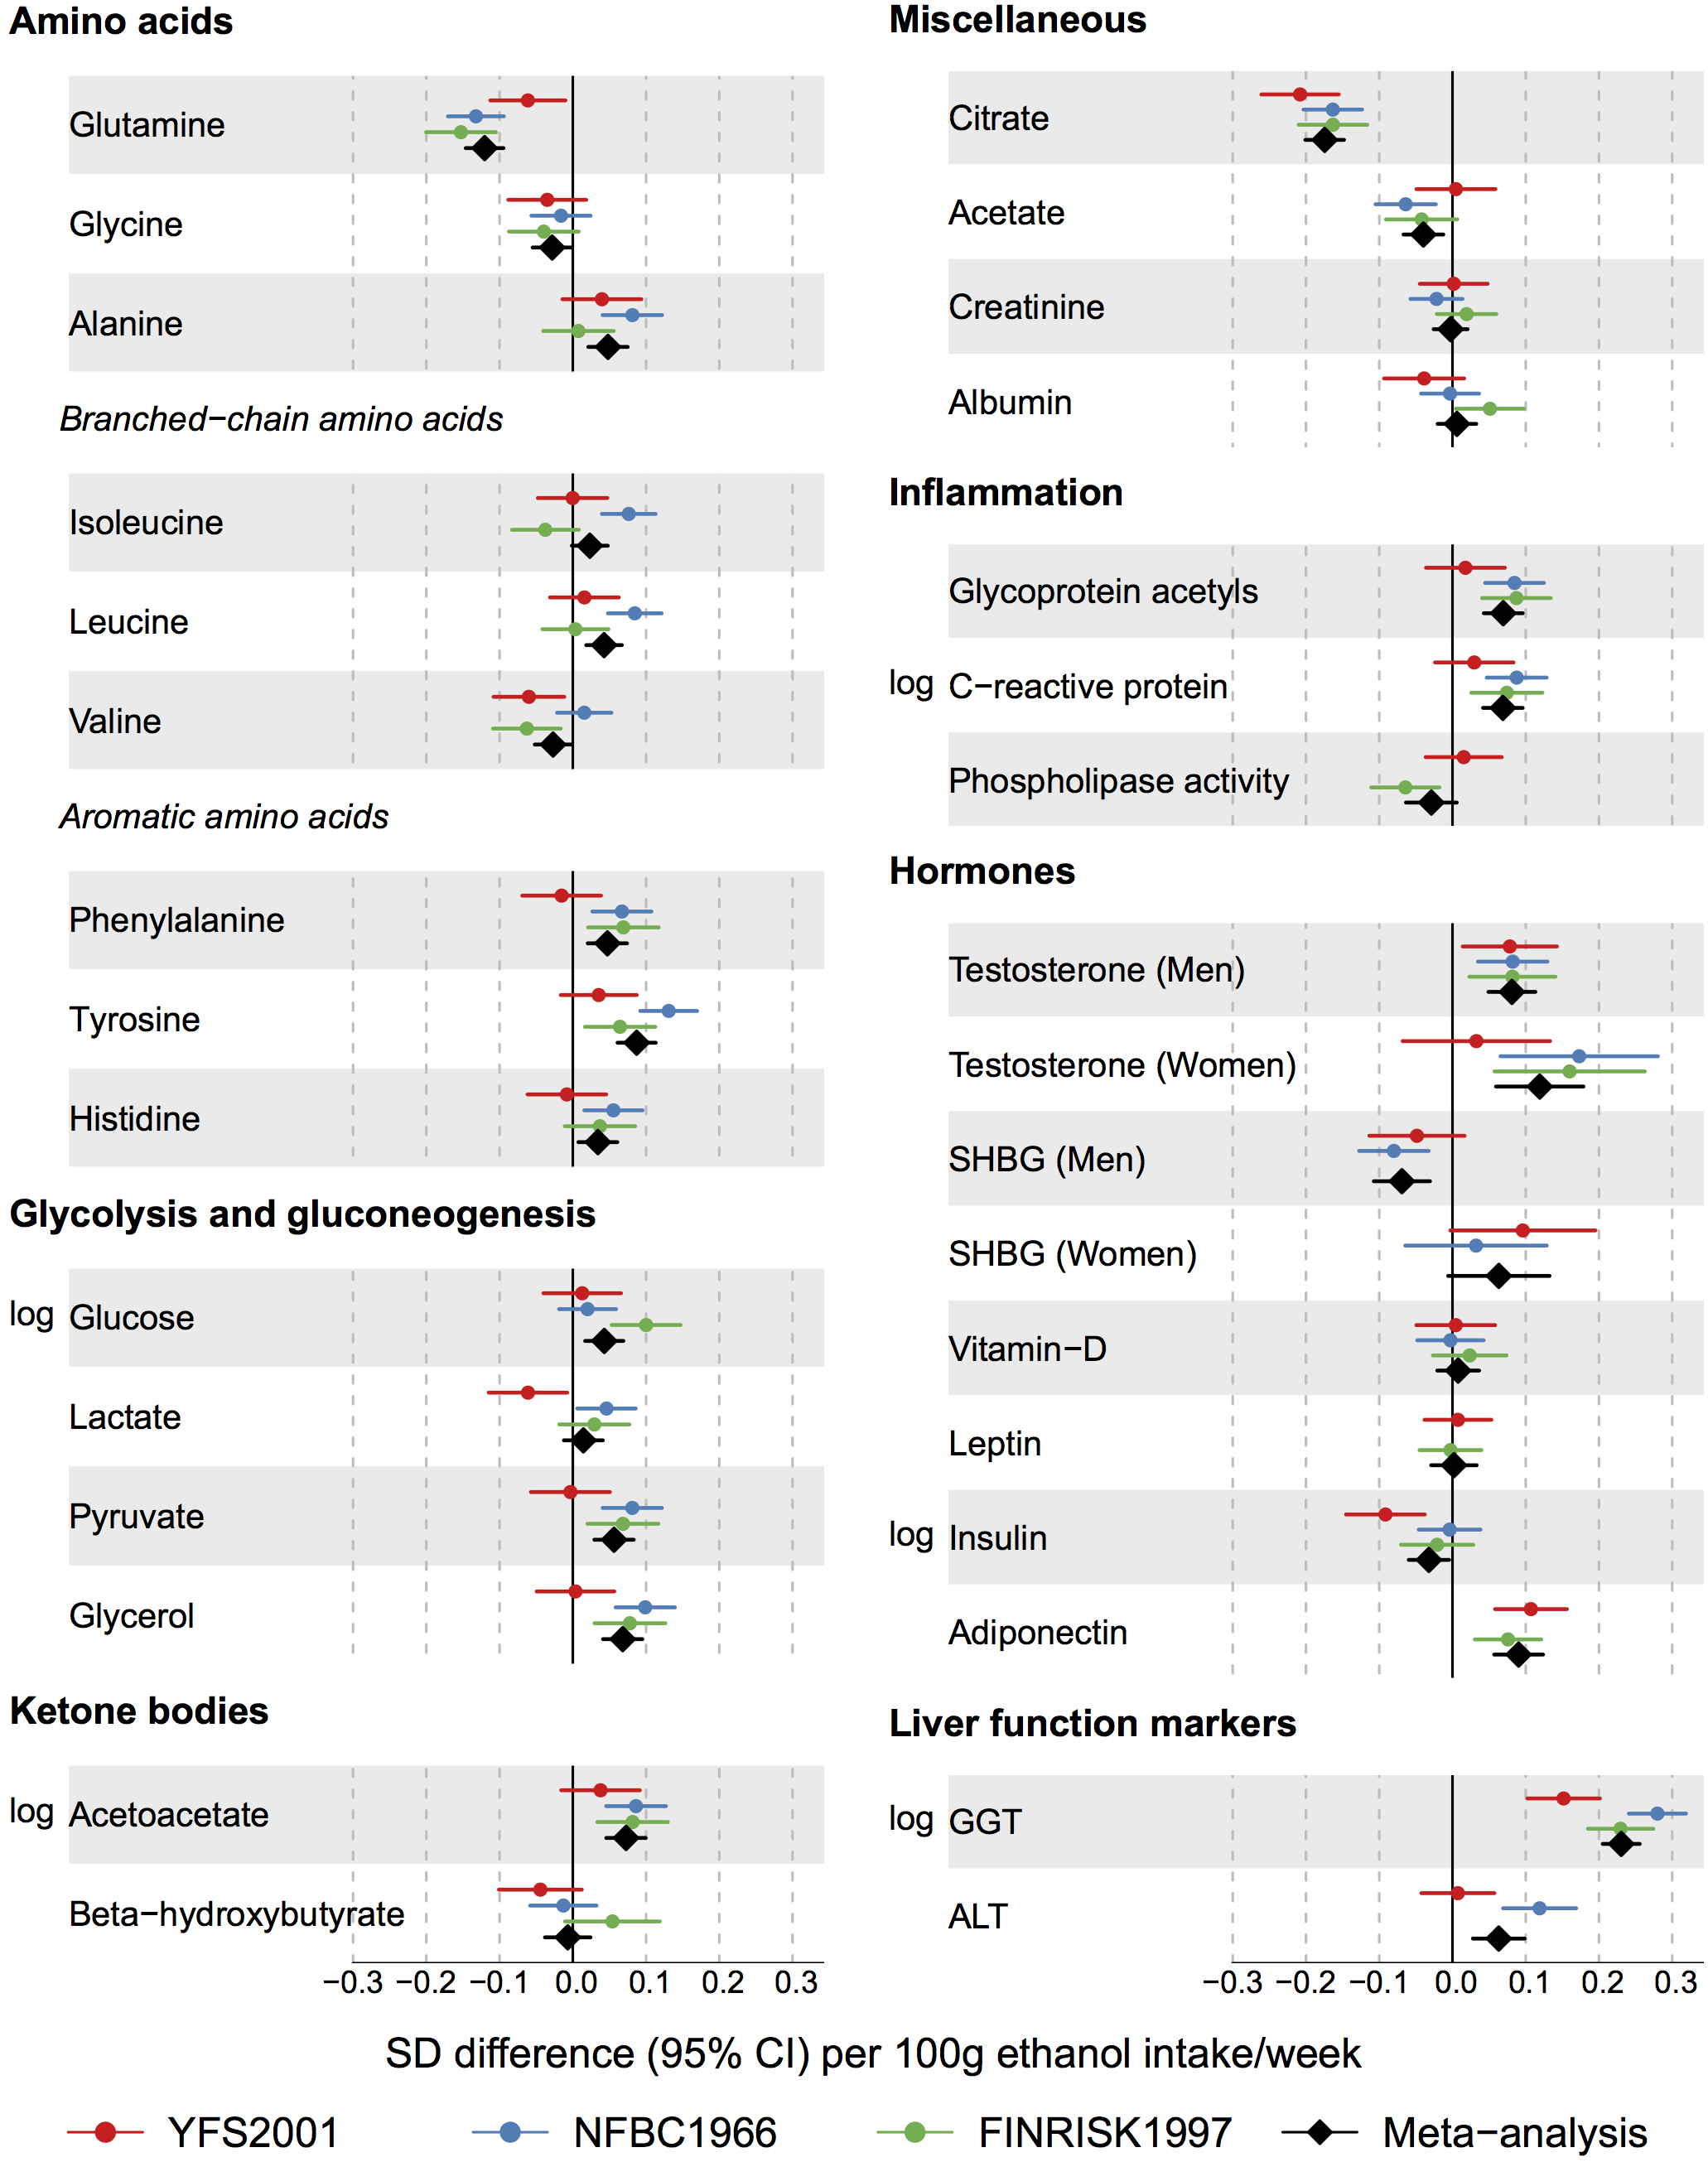 Amino acids
Glutamine
Glycine
Alanine
Branched−chain amino acids
Isoleucine
Leucine
Valine
Aromatic amino acids
Phenylalanine
Tyrosine
Histidine
Glycolysis and gluconeogenesis
log Glucose
Lactate
Pyruvate
Glycerol
Ketone bodies
log Acetoacetate
Beta−hydroxybutyrate
−0.3 −0.2 −0.1 0.0 0.1 0.2 0.3
Miscellaneous
Citrate
Acetate
Creatinine
Albumin
Inflammation
Glycoprotein acetyls
log C−reactive protein
Phospholipase activity
Hormones
Testosterone (Men)
Testosterone (Women)
SHBG (Men)
SHBG (Women)
Vitamin−D
Leptin
log Insulin
Adiponectin
Liver function markers
log GGT
ALT
−0.3 −0.2 −0.1 0.0 0.1 0.2 0.3
SD difference (95% CI) per 100g ethanol intake/week
YFS2001 NFBC1966 FINRISK1997 Meta−analysis